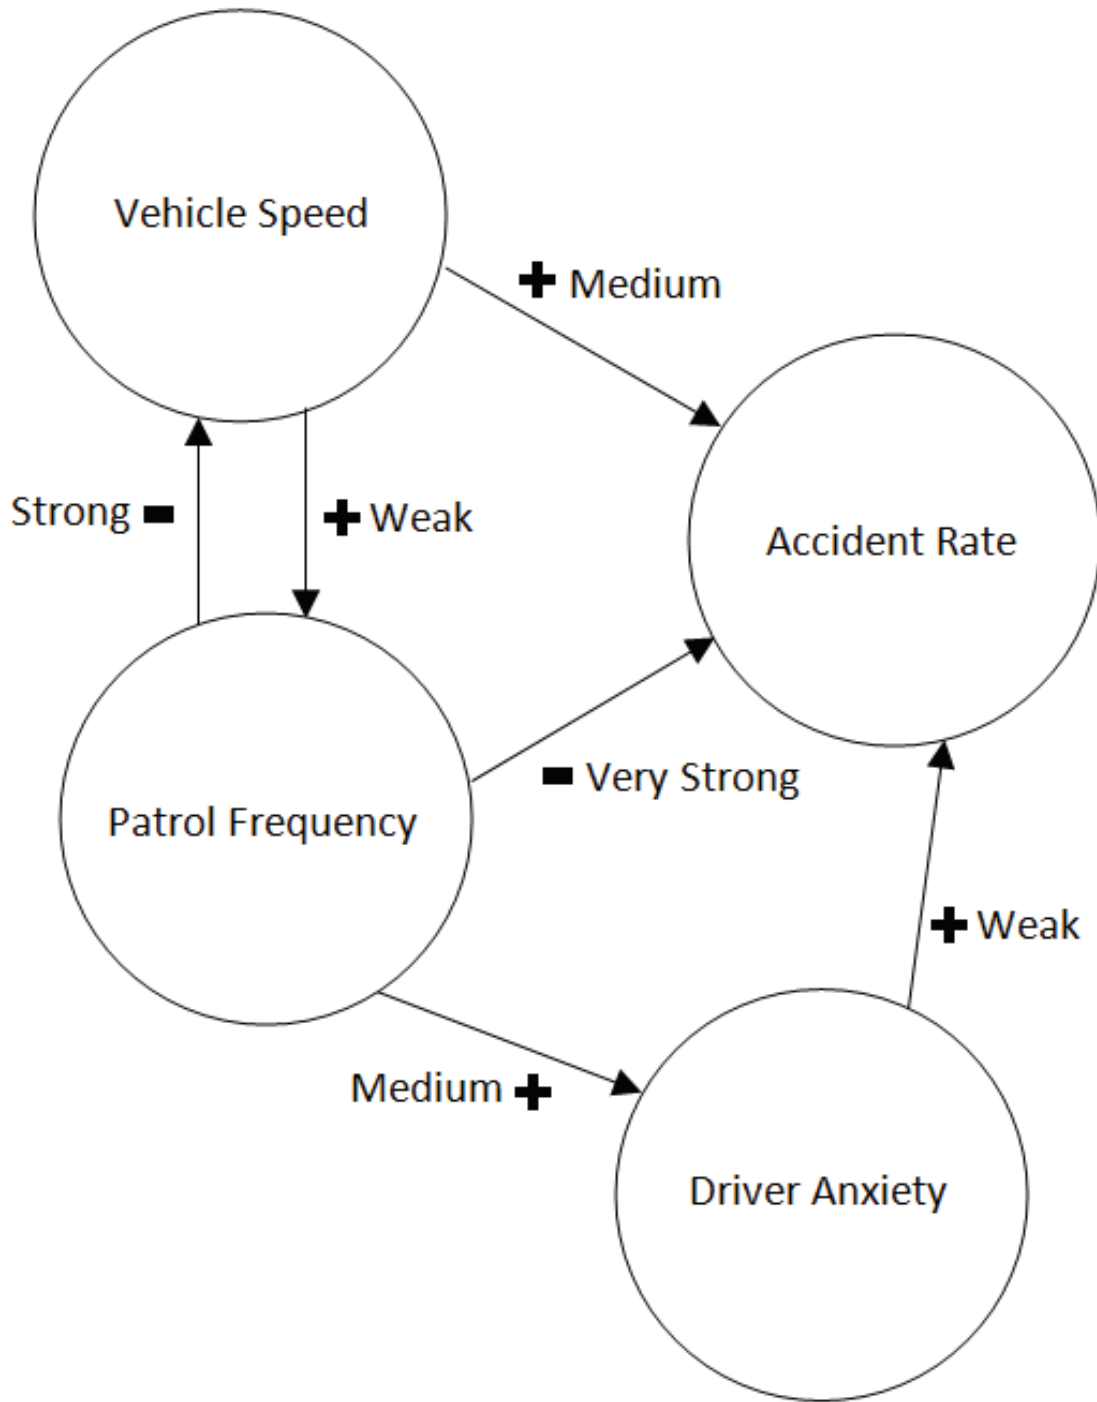 Vehicle Speed
+ Medium
Strong -
+ Weak
Accident Rate
- Very Strong
Patrol Frequency
+ Weak
Medium +
Driver Anxiety